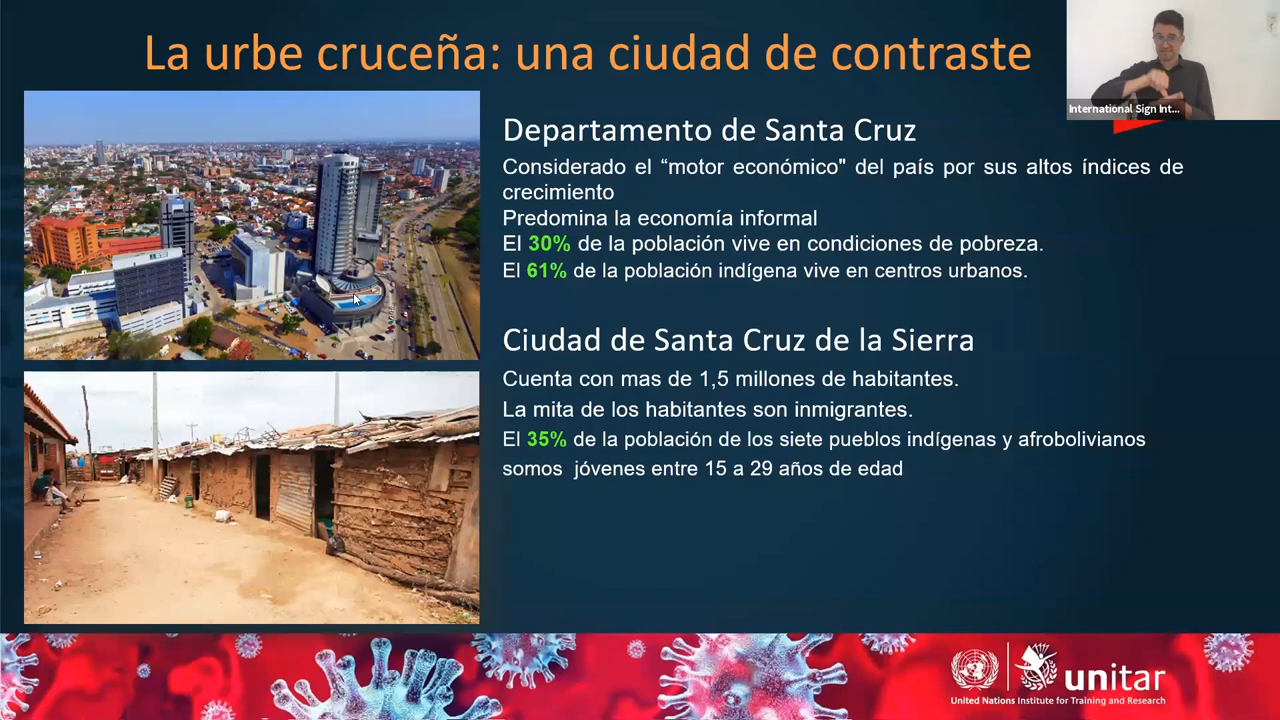 La urbe cruceña: una ciudad de contraste
International Sign Int...
Departamento de Santa Cruz
Considerado el “motor económico" del país por sus altos índices de
crecimiento
Predomina la economía informal
El 30% de la población vive en condiciones de pobreza.
El 61% de la población indígena vive en centros urbanos.
Ciudad de Santa Cruz de la Sierra
Cuenta con mas de 1,5 millones de habitantes.
La mita de los habitantes son inmigrantes.
El 35% de la población de los siete pueblos indígenas y afrobolivianos
somos jóvenes entre 15 a 29 años de edad
unitar
United Nations Institute for Training and Research